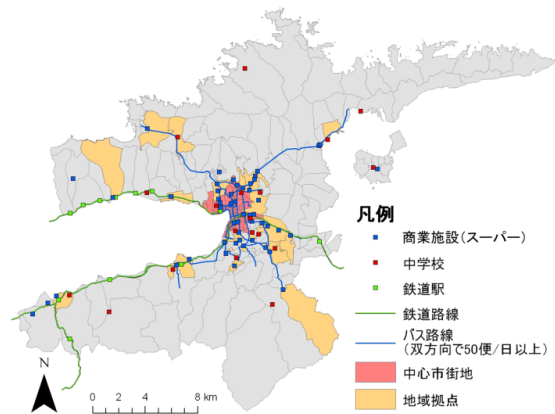 凡例
商業施設(スーパー)
中学校
鉄道駅
鉄道路線
バス路線
(双方向で50便/日以上)
中心市街地
地域拠点
N
0 2 4 8 km